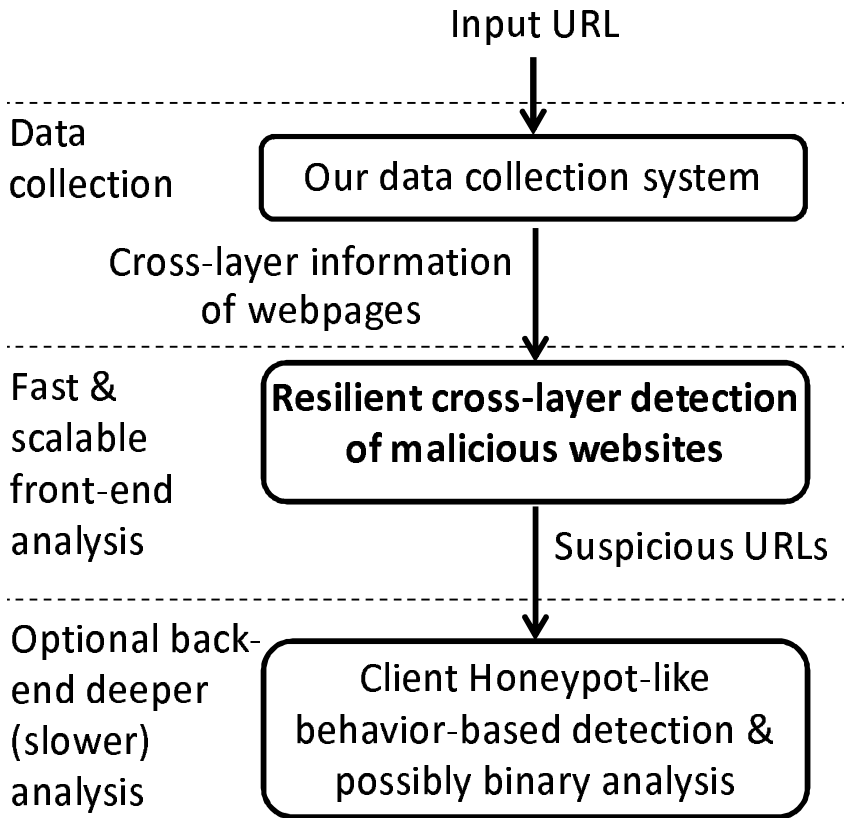 Input URL
Data
collection
Our data collection system
Cross-layer information
of webpages
Fast &
scalable
front-end
analysis
Resilient cross-layer detection
of malicious websites
Suspicious URLs
Optional back-
end deeper
(slower)
analysis
Client Honeypot-like
behavior-based detection &
possibly binary analysis